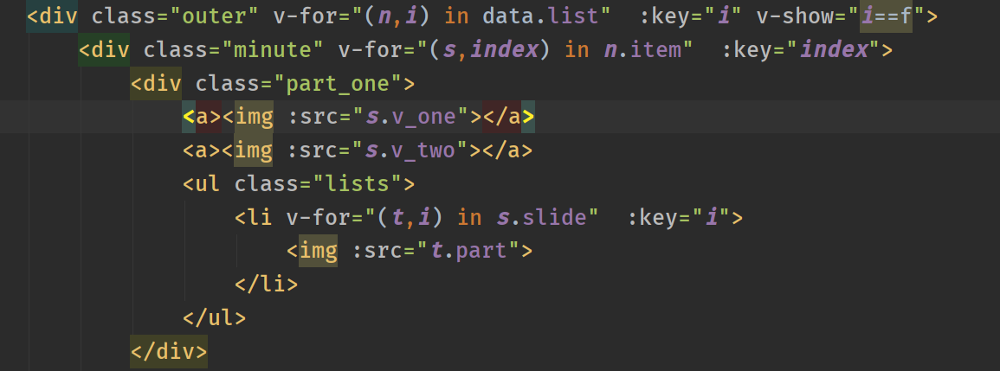 <div class="outer" v-for="(n,i) in data.list"  :key="i" v-show="i==f">
<div class="minute" v-for="(s,index) in n.item"  :key="index">
<div class="part_one">
<a><img :src="s.v_one"></a>
<a><img :src="s.v_two"></a>
<ul class="lists">
<li v-for="(t,i) in s.slide"  :key="i">
<img :src="t.part">
</li>
</ul>
</div>